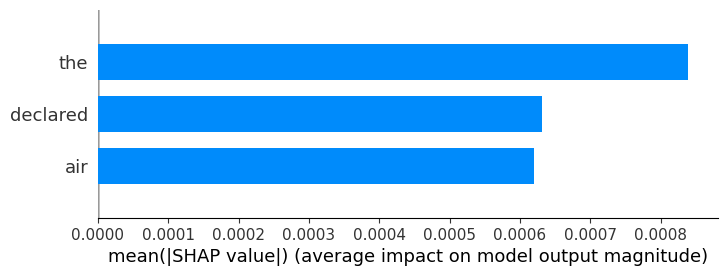 the
declared
air
0.0000 0.0001 0.0002 0.0003 0.0004 0.0005 0.0006 0.0007 0.0008
mean(|SHAP value|) (average impact on model output magnitude)